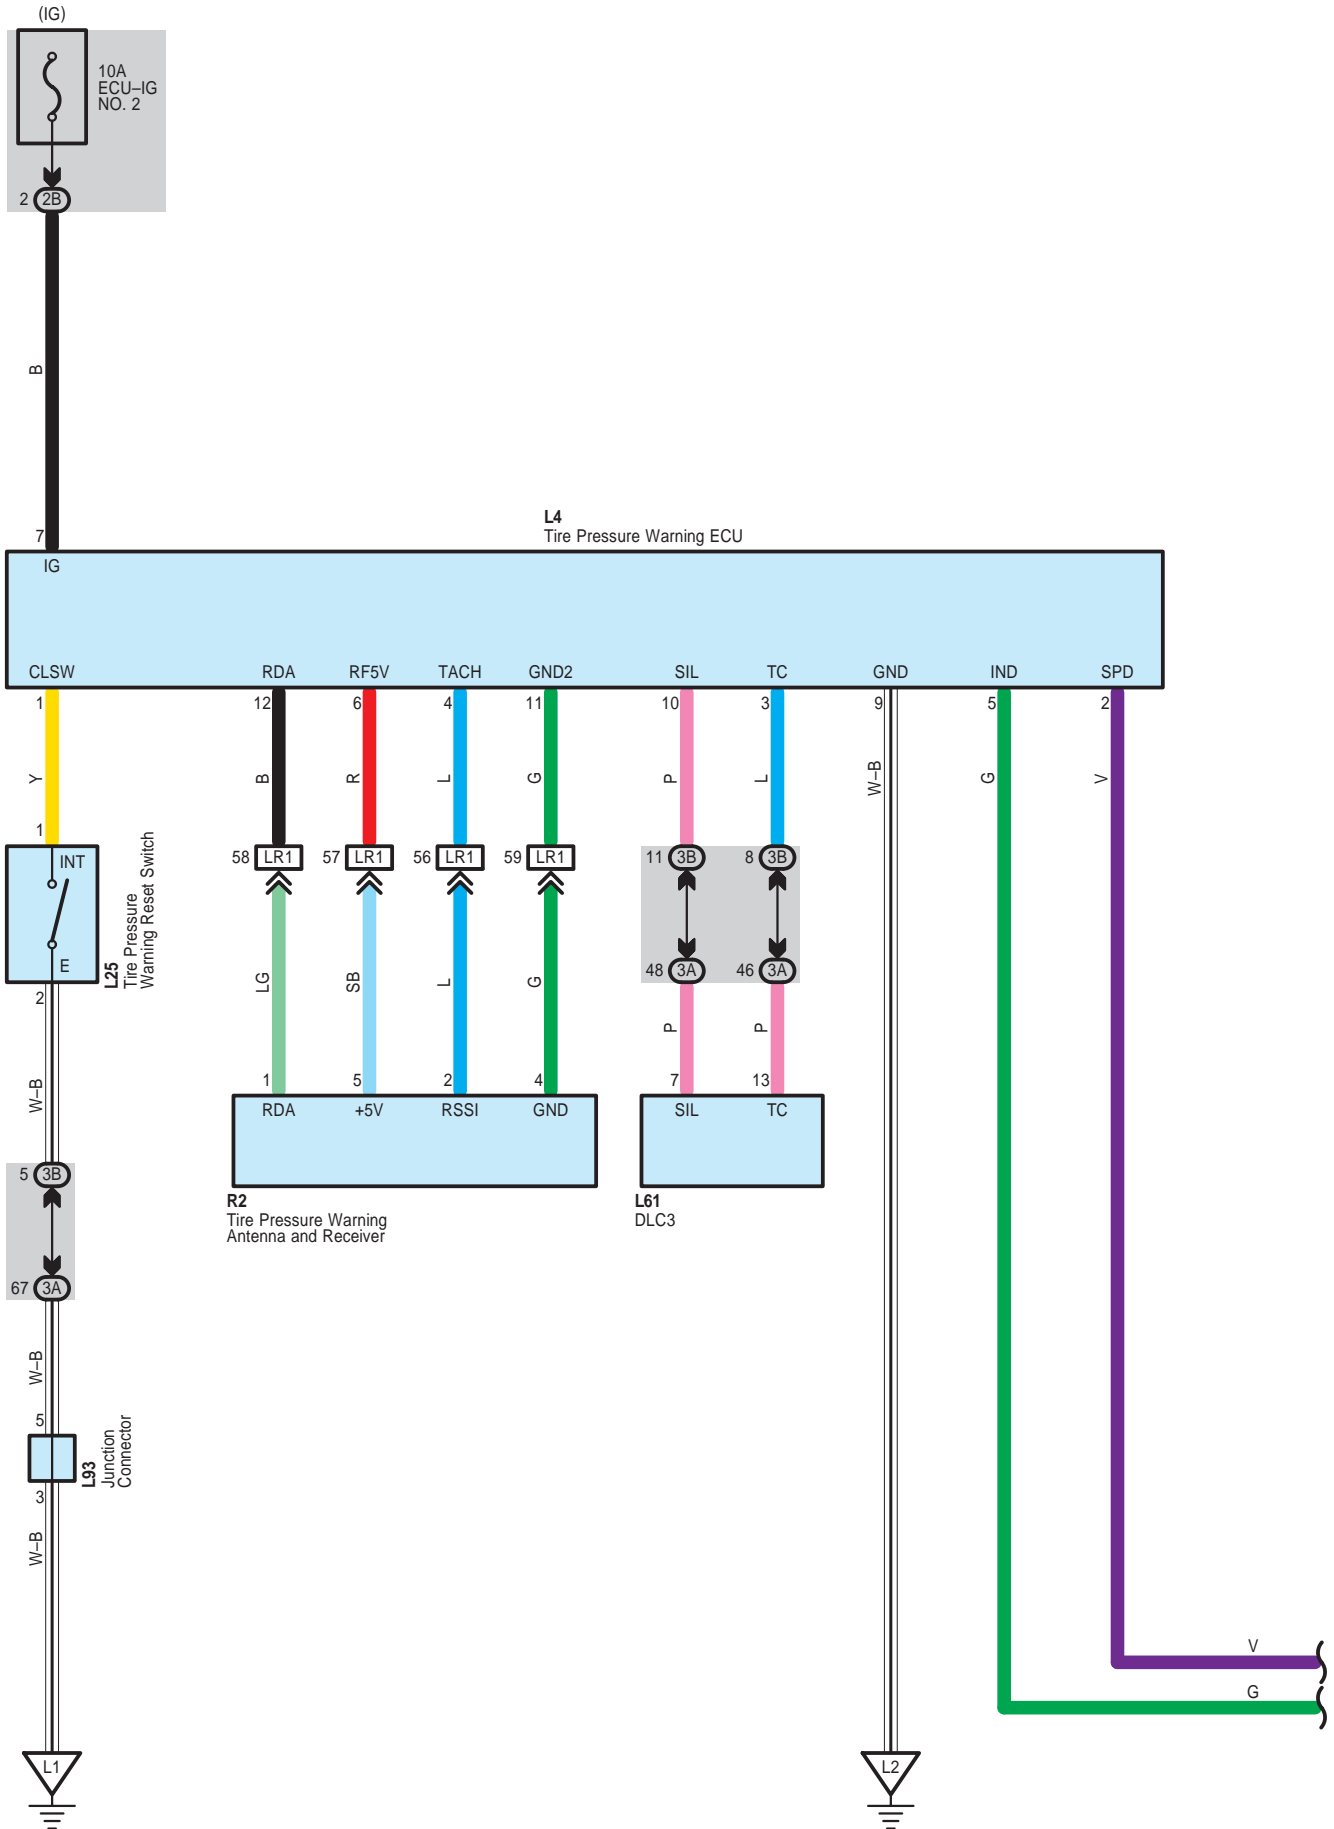 (IG)
10A
ECU–IG
NO. 2
2 2B
B
7
L4
Tire Pressure Warning ECU
IG
CLSW RDA RF5V TACH GND2 SIL TC GND IND SPD
1 12 6 4 11 10 3 9 5 2
Y B R L G P L W–B G V
1
INT
E
L25
Tire Pressure
Warning Reset Switch
58 LR1 57 LR1 56 LR1 59 LR1 11 3B 8 3B
48 3A 46 3A
2
LG SB L G P P
W–B
1 5 2 4 7 13
RDA +5V RSSI GND SIL TC
R2
Tire Pressure Warning
Antenna and Receiver
L61
DLC3
5 3B
67 3A
W–B
5
L93
Junction
Connector
3
W–B
V
G
L1 L2